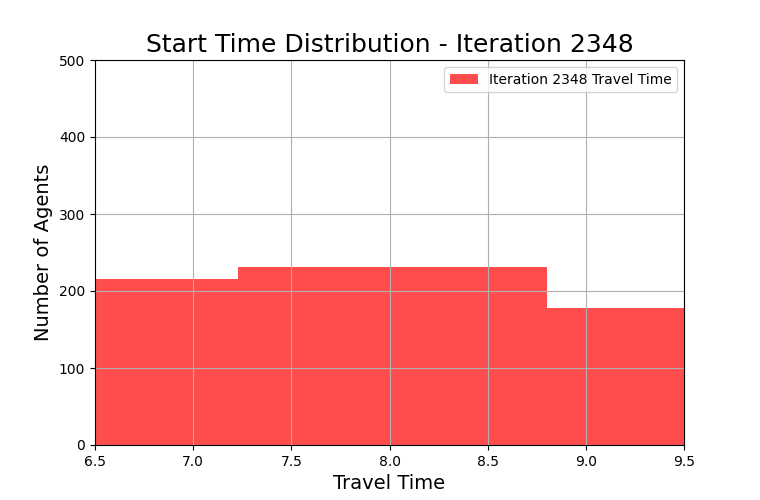 Start Time Distribution - Iteration 2348
Iteration 2348 Travel Time
Number of Agents
500
400
300
200
100
0
6.5 7.0 7.5 8.0 8.5 9.0 9.5
Travel Time